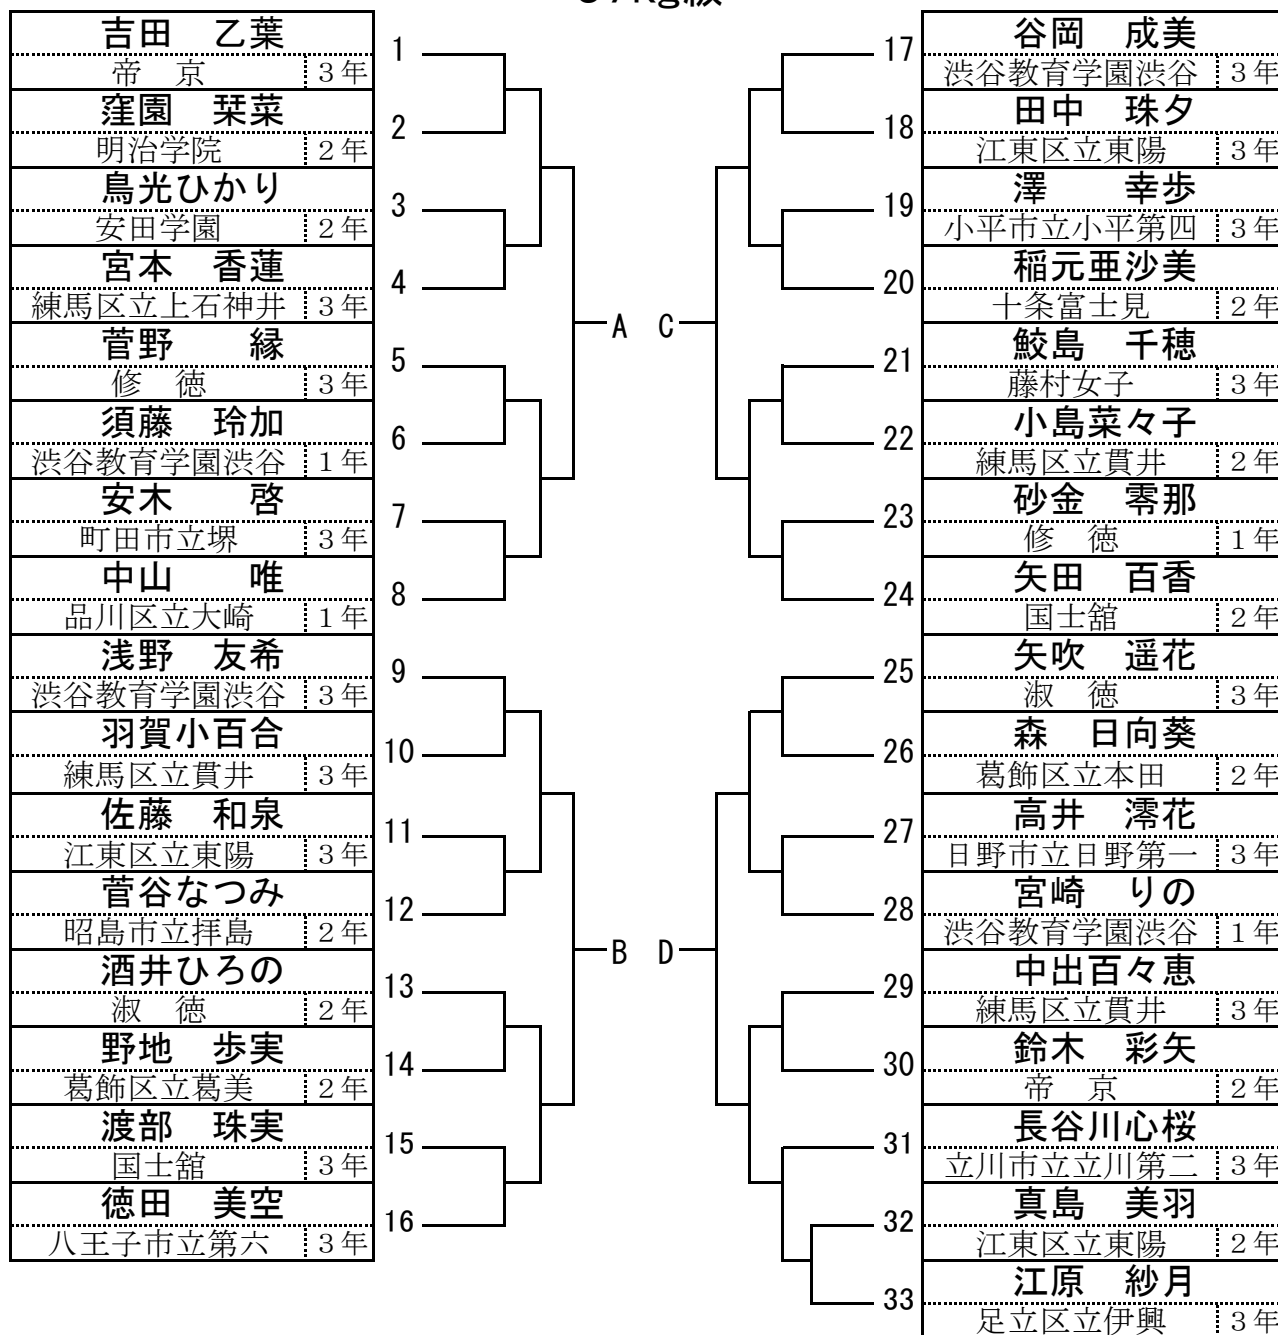 吉田　乙葉
1
帝　京 3年
窪園　栞菜
2
明治学院 2年
鳥光ひかり
3
安田学園 2年
宮本　香蓮
4
練馬区立上石神井 3年
菅野　　縁
5
修　徳 3年
須藤　玲加
6
渋谷教育学園渋谷 1年
安木　　啓
7
町田市立堺 3年
中山　　唯
8
品川区立大崎 1年
浅野　友希
9
渋谷教育学園渋谷 3年
羽賀小百合
10
練馬区立貫井 3年
佐藤　和泉
11
江東区立東陽 3年
菅谷なつみ
12
昭島市立拝島 2年
酒井ひろの
13
淑　徳 2年
野地　歩実
14
葛飾区立葛美 2年
渡部　珠実
15
国士舘 3年
徳田　美空
16
八王子市立第六 3年
A C
B D
17
谷岡　成美
渋谷教育学園渋谷 3年
18
田中　珠夕
江東区立東陽 3年
19
澤　　幸歩
小平市立小平第四 3年
20
稲元亜沙美
十条富士見 2年
21
鮫島　千穂
藤村女子 3年
22
小島菜々子
練馬区立貫井 2年
23
砂金　零那
修　徳 1年
24
矢田　百香
国士舘 2年
25
矢吹　遥花
淑　徳 3年
26
森　日向葵
葛飾区立本田 2年
27
高井　澪花
日野市立日野第一 3年
28
宮崎　りの
渋谷教育学園渋谷 1年
29
中出百々恵
練馬区立貫井 3年
30
鈴木　彩矢
帝　京 2年
31
長谷川心桜
立川市立立川第二 3年
32
真島　美羽
江東区立東陽 2年
33
江原　紗月
足立区立伊興 3年